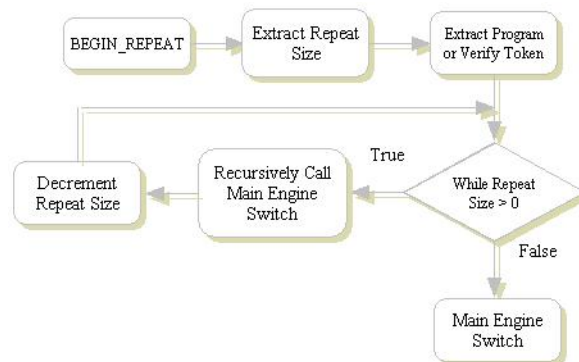 BEGIN_REPEAT
Extract Repeat
Size
Extract Program
or Verify Token
True
While Repeat
Size > 0
Recursively Call
Main Engine
Switch
Decrement
Repeat Size
False
Main Engine
Switch